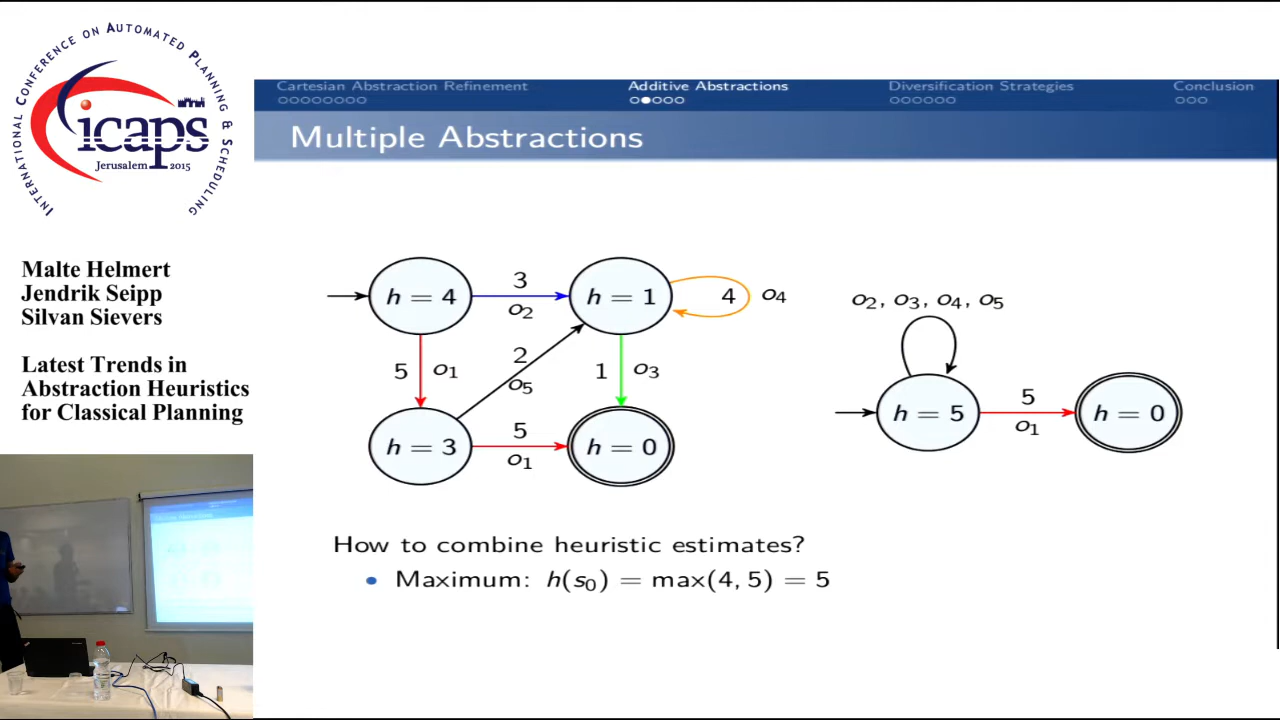 INTERNATIONAL CONFERENCE ON AUTOMATED PLANNING & SCHEDULING
icaps
Jerusalem 2015
Malte Helmert
Jendrik Seipp
Silvan Sievers
Latest Trends in
Abstraction Heuristics
for Classical Planning
Cartesian Abstraction Refinement
Additive Abstractions
Diversification Strategies
Conclusion
Multiple Abstractions
h = 4
3
o₂
h = 1
4
o₄
5
o₁
2
o₅
1
o₃
h = 3
5
o₁
h = 0
o₂, o₃, o₄, o₅
h = 5
5
o₁
h = 0
How to combine heuristic estimates?
• Maximum: h(s₀) = max(4, 5) = 5